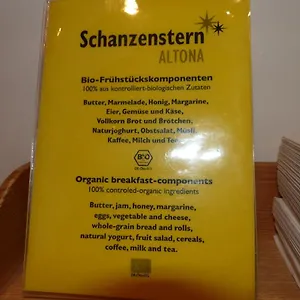 Schanzenstern
ALTONA
Bio-Frühstückskomponenten
100% aus kontrolliert-biologischen Zutaten
Butter, Marmelade, Honig, Margarine,
Eier, Gemüse und Käse,
Vollkorn Brot und Brötchen,
Naturjoghurt, Obstsalat, Müsli,
Kaffee, Milch und Tee
Bio
Organic breakfast-components
100% controled-organic ingredients
Butter, jam, honey, margarine,
eggs, vegetable and cheese,
whole-grain bread and rolls,
natural yogurt, fruit salad, cereals,
coffee, milk and tea.